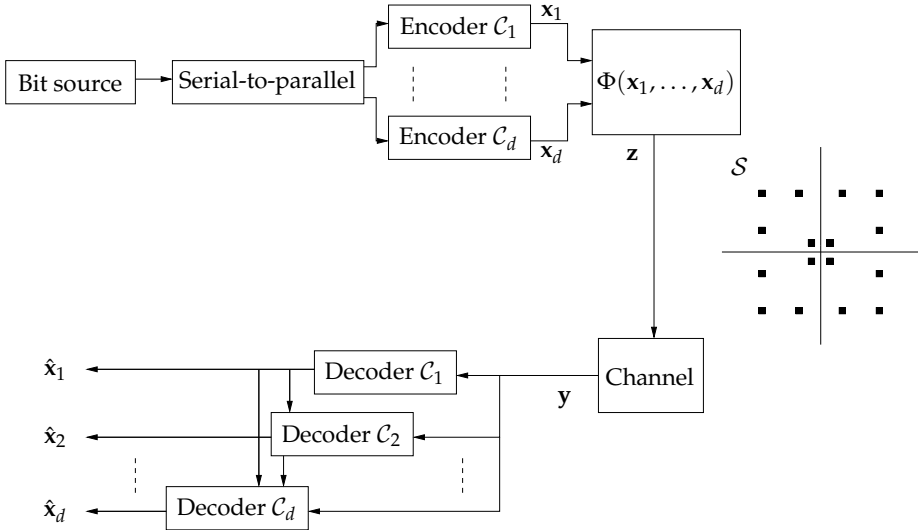 Bit source
Serial-to-parallel
Encoder 𝒞₁
Encoder 𝒞_d
𝐱₁
𝐱_d
Φ(𝐱₁, . . . , 𝐱_d)
𝐳
𝒮
Channel
𝐲
Decoder 𝒞₁
𝐱̂₁
Decoder 𝒞₂
𝐱̂₂
Decoder 𝒞_d
𝐱̂_d